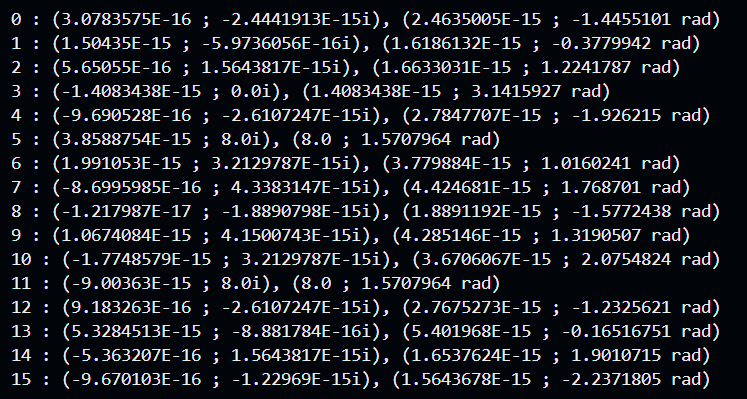 0 : (3.0783575E-16 ; -2.4441913E-15i), (2.4635005E-15 ; -1.4455101 rad)
1 : (1.50435E-15 ; -5.9736056E-16i), (1.6186132E-15 ; -0.3779942 rad)
2 : (5.65055E-16 ; 1.5643817E-15i), (1.6633031E-15 ; 1.2241787 rad)
3 : (-1.4083438E-15 ; 0.0i), (1.4083438E-15 ; 3.1415927 rad)
4 : (-9.690528E-16 ; -2.6107247E-15i), (2.7847707E-15 ; -1.926215 rad)
5 : (3.8588754E-15 ; 8.0i), (8.0 ; 1.5707964 rad)
6 : (1.991053E-15 ; 3.2129787E-15i), (3.779884E-15 ; 1.0160241 rad)
7 : (-8.6995985E-16 ; 4.3383147E-15i), (4.424681E-15 ; 1.768701 rad)
8 : (-1.217987E-17 ; -1.8890798E-15i), (1.8891192E-15 ; -1.5772438 rad)
9 : (1.0674084E-15 ; 4.1500743E-15i), (4.285146E-15 ; 1.3190507 rad)
10 : (-1.7748579E-15 ; 3.2129787E-15i), (3.6706067E-15 ; 2.0754824 rad)
11 : (-9.00363E-15 ; 8.0i), (8.0 ; 1.5707964 rad)
12 : (9.183263E-16 ; -2.6107247E-15i), (2.7675273E-15 ; -1.2325621 rad)
13 : (5.3284513E-15 ; -8.881784E-16i), (5.401968E-15 ; -0.16516751 rad)
14 : (-5.363207E-16 ; 1.5643817E-15i), (1.6537624E-15 ; 1.9010715 rad)
15 : (-9.670103E-16 ; -1.22969E-15i), (1.5643678E-15 ; -2.2371805 rad)